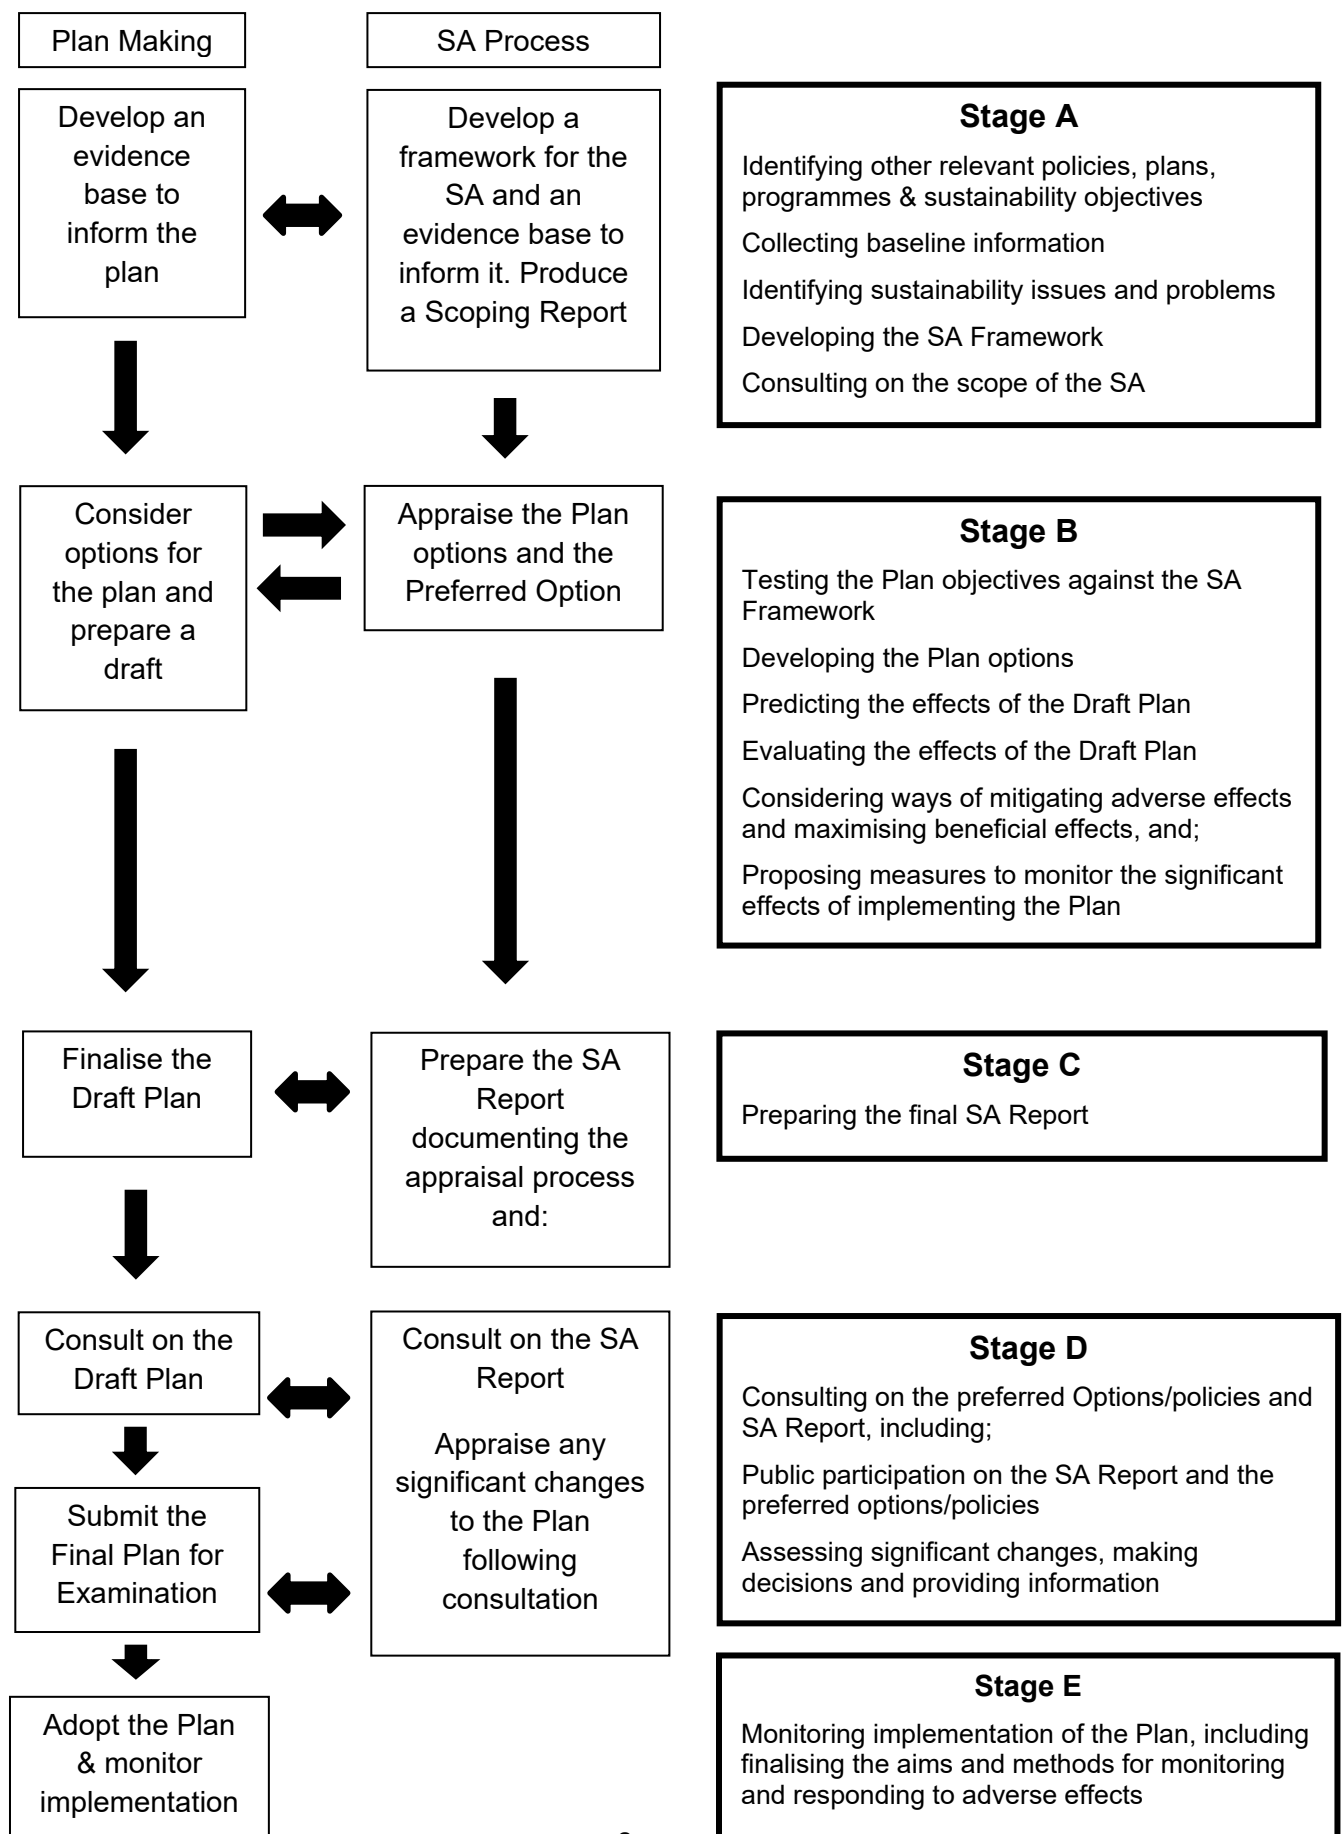 Plan Making
SA Process
Develop an
evidence
base to
inform the
plan
Develop a
framework for the
SA and an
evidence base to
inform it. Produce
a Scoping Report
Stage A
Identifying other relevant policies, plans,
programmes & sustainability objectives
Collecting baseline information
Identifying sustainability issues and problems
Developing the SA Framework
Consulting on the scope of the SA
Consider
options for
the plan and
prepare a
draft
Appraise the Plan
options and the
Preferred Option
Stage B
Testing the Plan objectives against the SA
Framework
Developing the Plan options
Predicting the effects of the Draft Plan
Evaluating the effects of the Draft Plan
Considering ways of mitigating adverse effects
and maximising beneficial effects, and;
Proposing measures to monitor the significant
effects of implementing the Plan
Finalise the
Draft Plan
Prepare the SA
Report
documenting the
appraisal process
and:
Stage C
Preparing the final SA Report
Consult on the
Draft Plan
Submit the
Final Plan for
Examination
Consult on the SA
Report
Appraise any
significant changes
to the Plan
following
consultation
Stage D
Consulting on the preferred Options/policies and
SA Report, including;
Public participation on the SA Report and the
preferred options/policies
Assessing significant changes, making
decisions and providing information
Adopt the Plan
& monitor
implementation
Stage E
Monitoring implementation of the Plan, including
finalising the aims and methods for monitoring
and responding to adverse effects